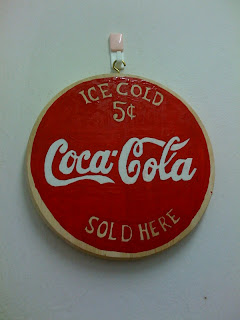 ICE COLD
5¢
Coca-Cola
SOLD HERE